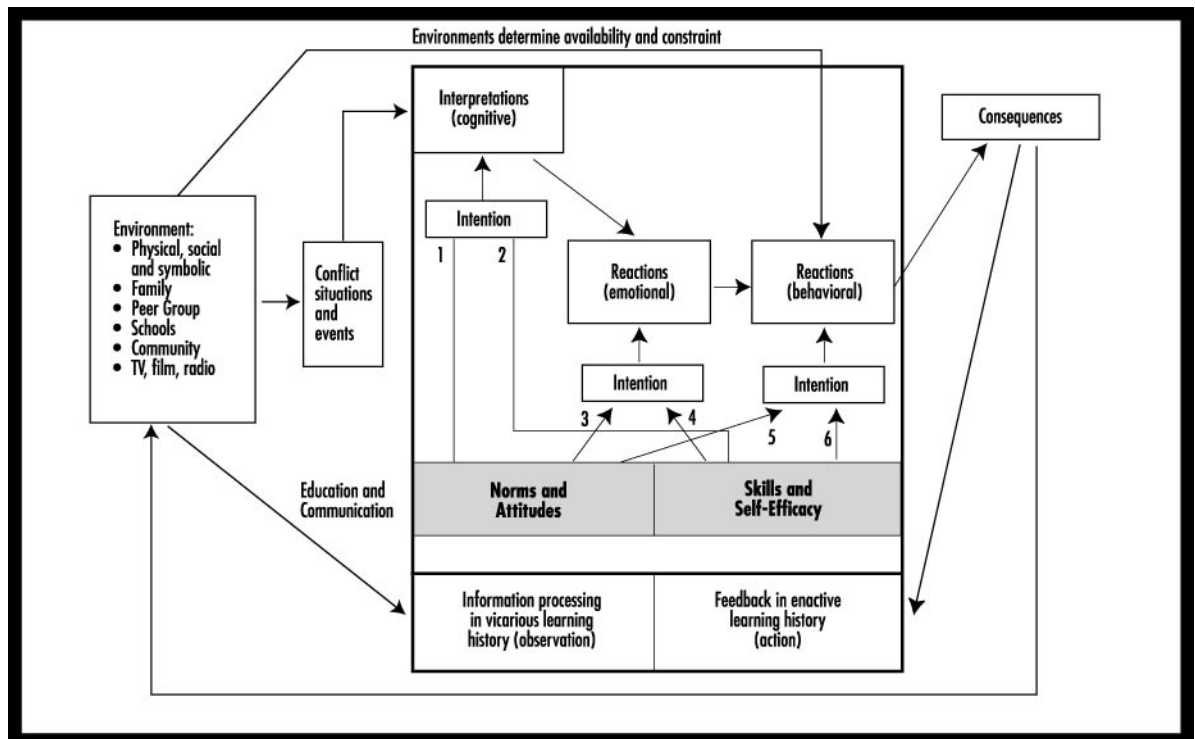 Environments determine availability and constraint
Interpretations
(cognitive)
Consequences
Environment:
• Physical, social
and symbolic
• Family
• Peer Group
• Schools
• Community
• TV, film, radio
Conflict
situations
and
events
Intention
1
2
Reactions
(emotional)
Reactions
(behavioral)
Intention
Intention
3
4
5
6
Education and
Communication
Norms and
Attitudes
Skills and
Self-Efficacy
Information processing
in vicarious learning
history (observation)
Feedback in enactive
learning history
(action)